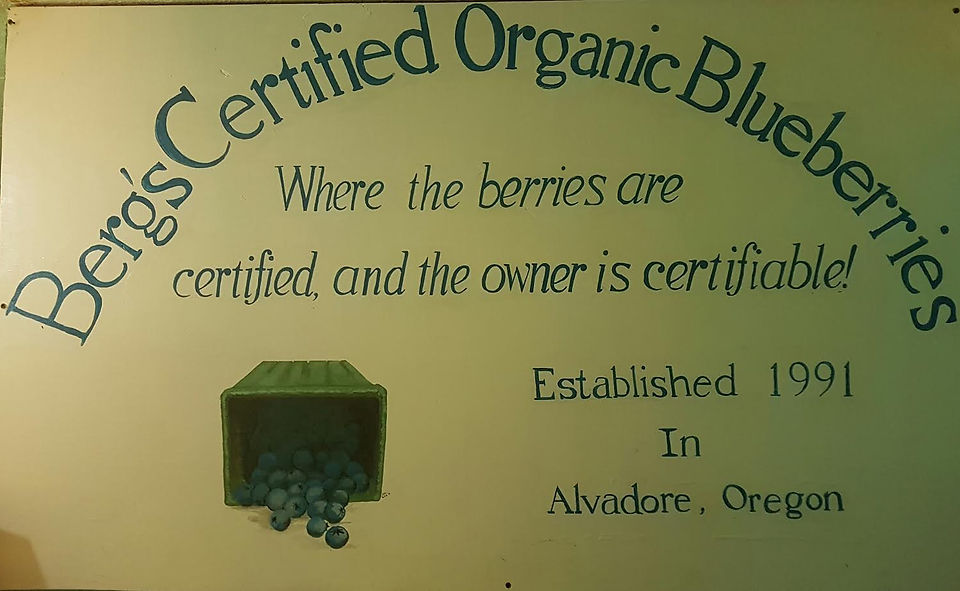 Berg's Certified Organic Blueberries
Where the berries are
certified, and the owner is certifiable!
Established 1991
In
Alvadore, Oregon